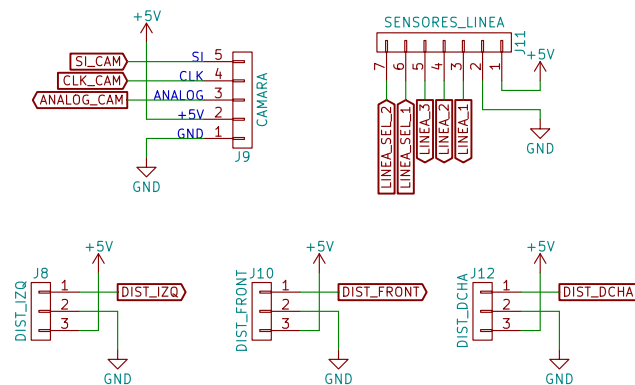 +5V
SI_CAM
SI
5
CLK_CAM
CLK
4
ANALOG_CAM
ANALOG
3
+5V
2
GND
1
CAMARA
J9
GND
SENSORES_LINEA
J11
7
6
5
4
3
2
1
+5V
LINEA_SEL_2
LINEA_SEL_1
LINEA_3
LINEA_2
LINEA_1
GND
J8
+5V
1
DIST_IZQ
2
3
DIST_IZQ
GND
J10
+5V
1
DIST_FRONT
2
3
DIST_FRONT
GND
J12
+5V
1
DIST_DCHA
2
3
DIST_DCHA
GND